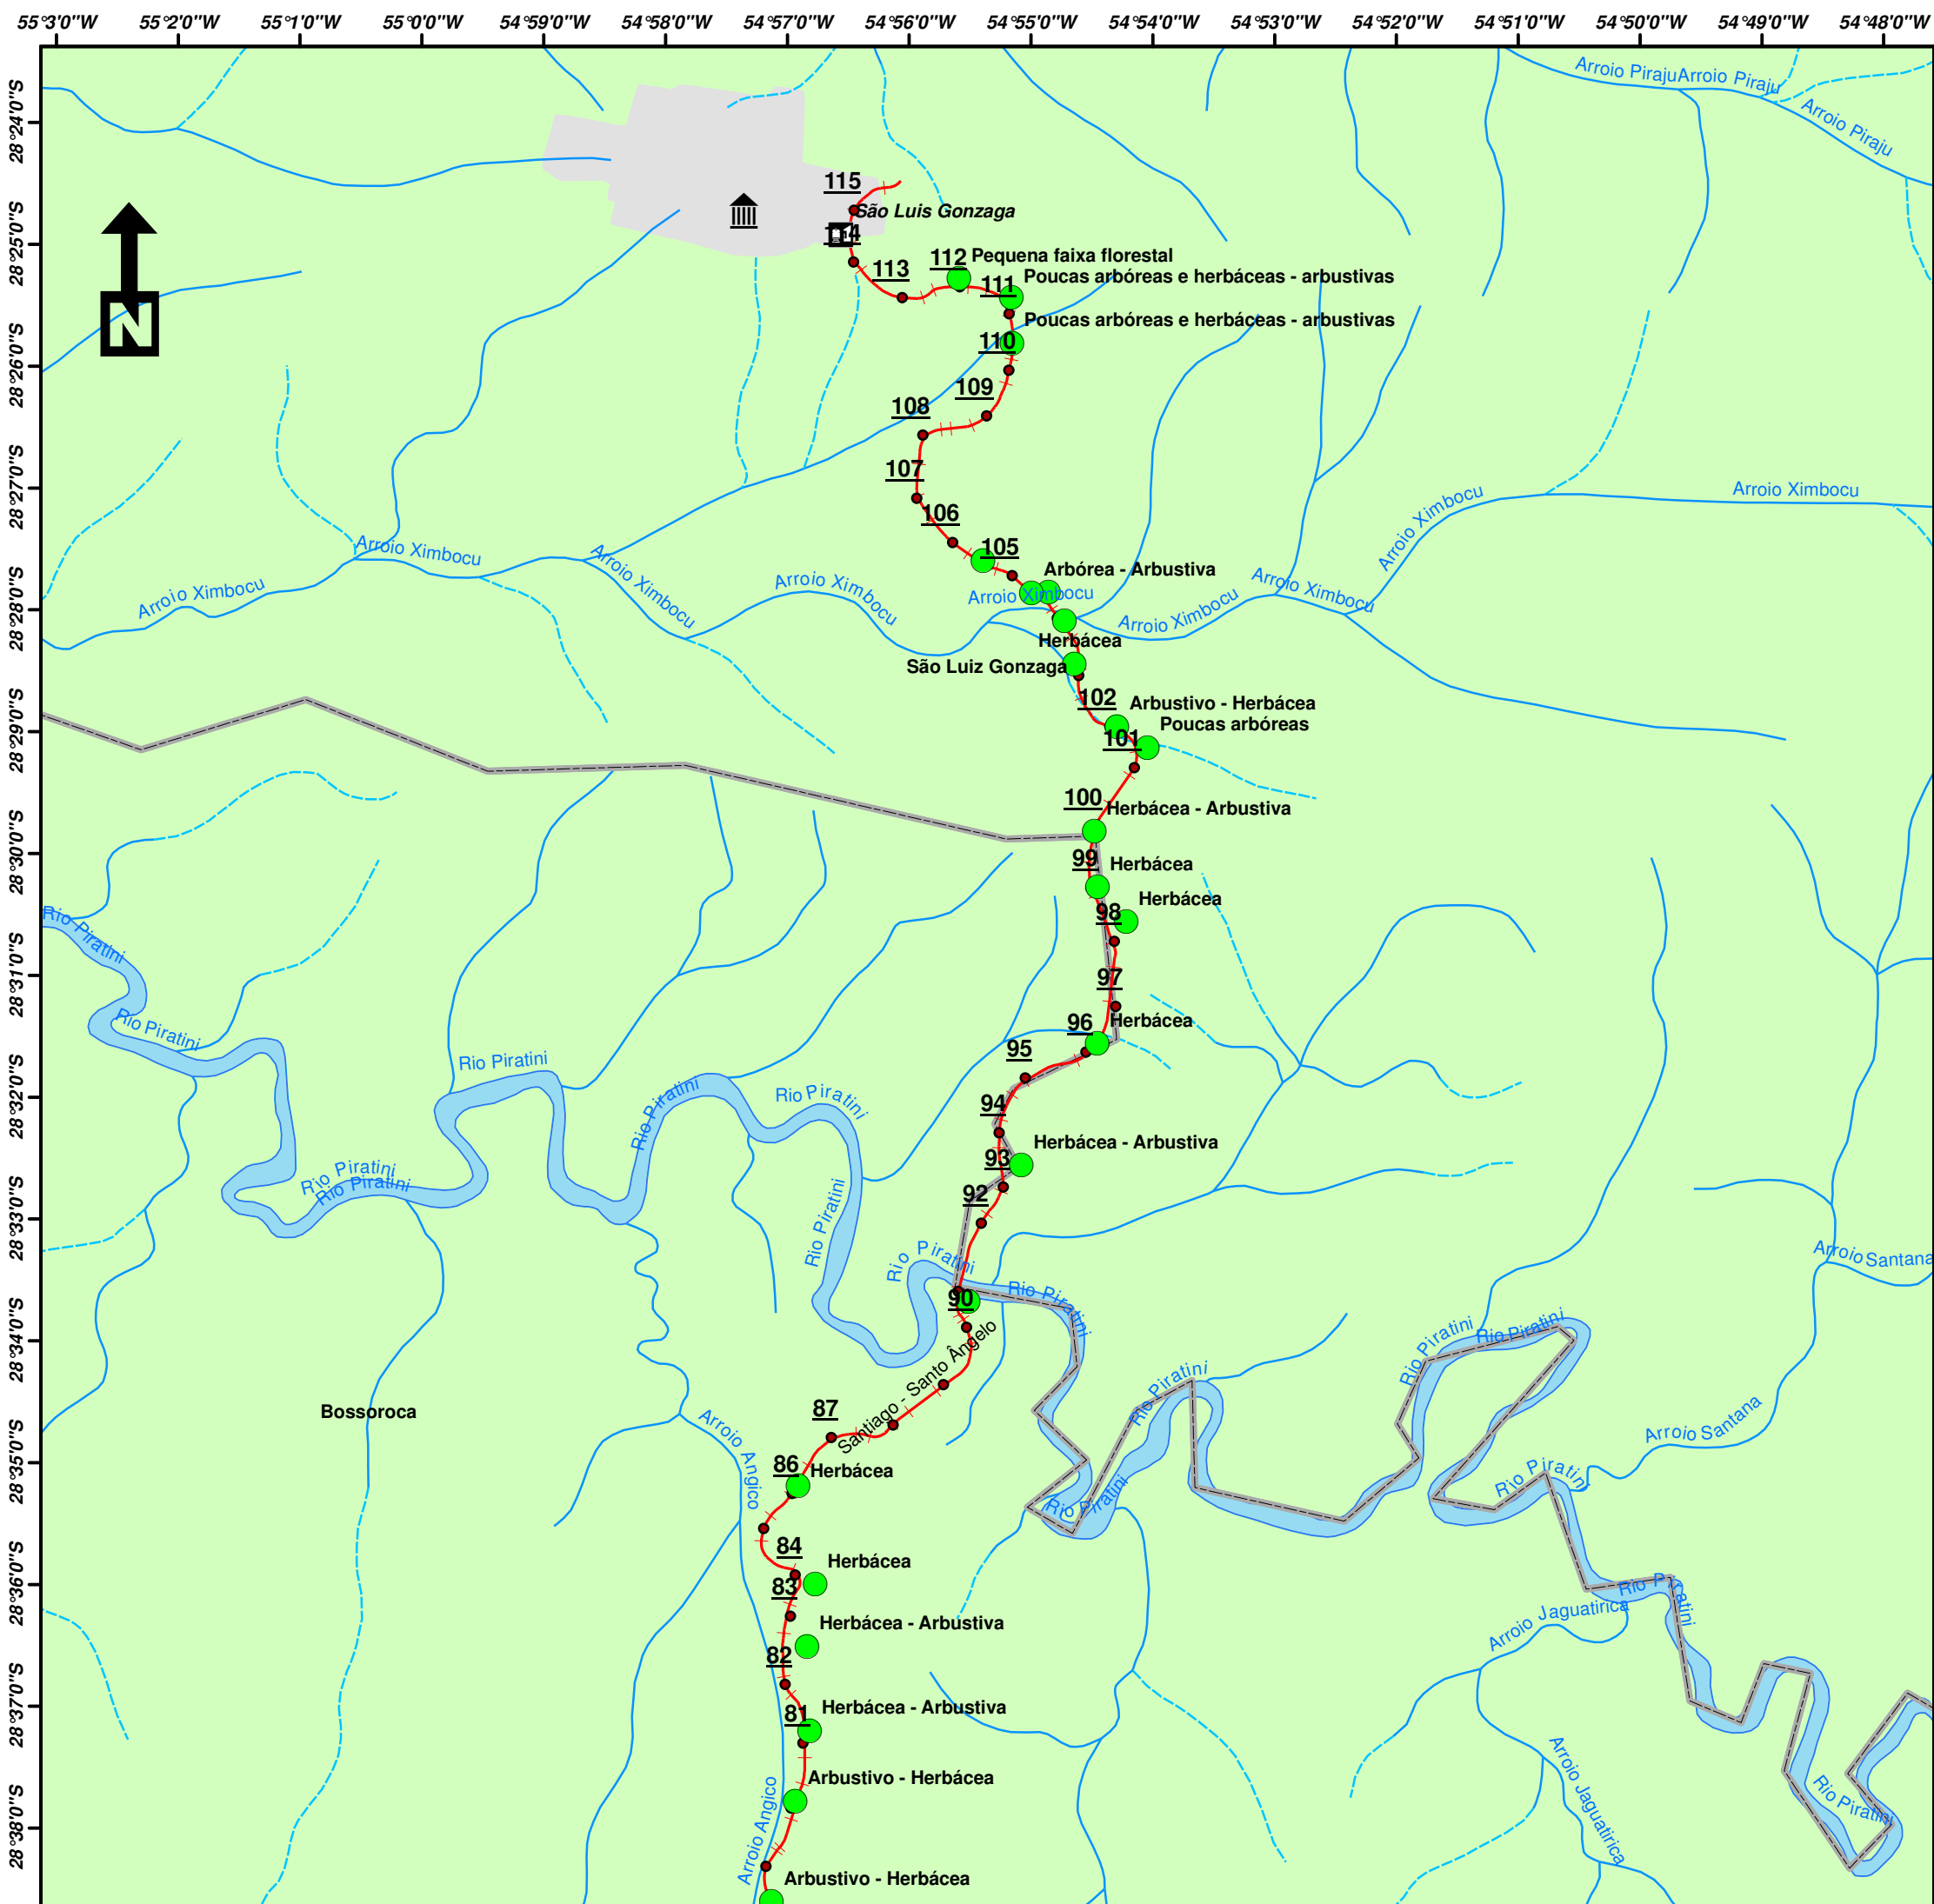 55°3'0"W 55°2'0"W 55°1'0"W 55°0'0"W 54°59'0"W 54°58'0"W 54°57'0"W 54°56'0"W 54°55'0"W 54°54'0"W 54°53'0"W 54°52'0"W 54°51'0"W 54°50'0"W 54°49'0"W 54°48'0"W
28°24'0"S
28°25'0"S
28°26'0"S
28°27'0"S
28°28'0"S
28°29'0"S
28°30'0"S
28°31'0"S
28°32'0"S
28°33'0"S
28°34'0"S
28°35'0"S
28°36'0"S
28°37'0"S
28°38'0"S
N
Arroio Piraju
Arroio Piraju
Arroio Piraju
115
São Luis Gonzaga
114
113
112
Pequena faixa florestal
111
Poucas arbóreas e herbáceas - arbustivas
Poucas arbóreas e herbáceas - arbustivas
110
109
108
107
106
105
Arroio Ximbocu
Arroio Ximbocu
Arroio Ximbocu
Arroio Ximbocu
Arroio Ximbocu
Arroio Ximbocu
Arroio Ximbocu
Arroio Ximbocu
Arroio Ximbocu
Arroio Ximbocu
Arbórea - Arbustiva
Herbácea
São Luiz Gonzaga
102
Arbustivo - Herbácea
Poucas arbóreas
101
100
Herbácea - Arbustiva
99
Herbácea
Herbácea
98
97
96
Herbácea
95
94
Herbácea - Arbustiva
93
92
Rio Piratini
Rio Piratini
Rio Piratini
Rio Piratini
Rio Piratini
Rio Piratini
Rio Piratini
Rio Piratini
Rio Piratini
Rio Piratini
90
Santiago - Santo Ângelo
Arroio Santana
Rio Piratini
Rio Piratini
Rio Piratini
Rio Piratini
Arroio Santana
Rio Piratini
Rio Piratini
Bossoroca
87
Arroio Angico
86
Herbácea
84
Herbácea
83
Herbácea - Arbustiva
82
Rio Piratini
Arroio Jaguatirica
Herbácea - Arbustiva
81
Arroio Jaguatirica
Rio Piratini
Arbustivo - Herbácea
Arroio Angico
Arbustivo - Herbácea